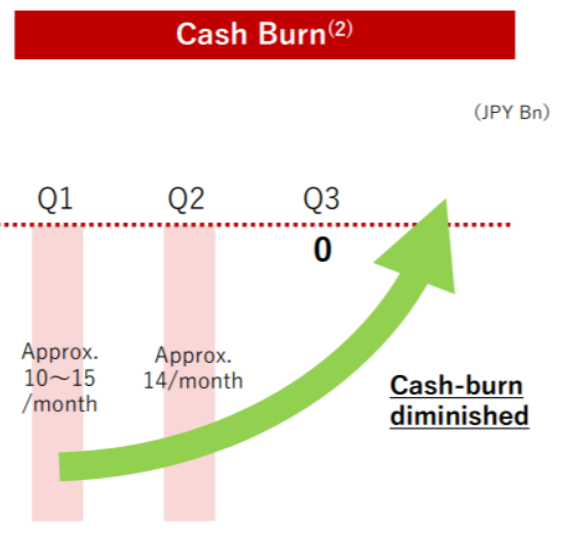 Cash Burn(2)
(JPY Bn)
Q1 Q2 Q3
0
Approx.
10～15
/month
Approx.
14/month
Cash-burn
diminished